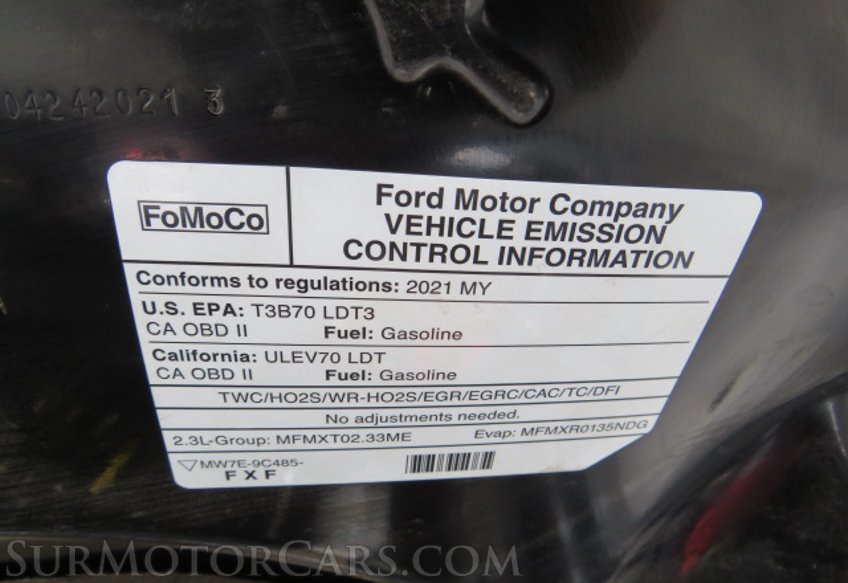 04242021 3
FoMoCo
Ford Motor Company
VEHICLE EMISSION
CONTROL INFORMATION
Conforms to regulations: 2021 MY
U.S. EPA: T3B70 LDT3
CA OBD II Fuel: Gasoline
California: ULEV70 LDT
CA OBD II Fuel: Gasoline
TWC/HO2S/WR-HO2S/EGR/EGRC/CAC/TC/DFI
No adjustments needed.
2.3L-Group: MFMXT02.33ME Evap: MFMXR0135NDG
MW7E-9C485-
FXF
SurMotorCars.com